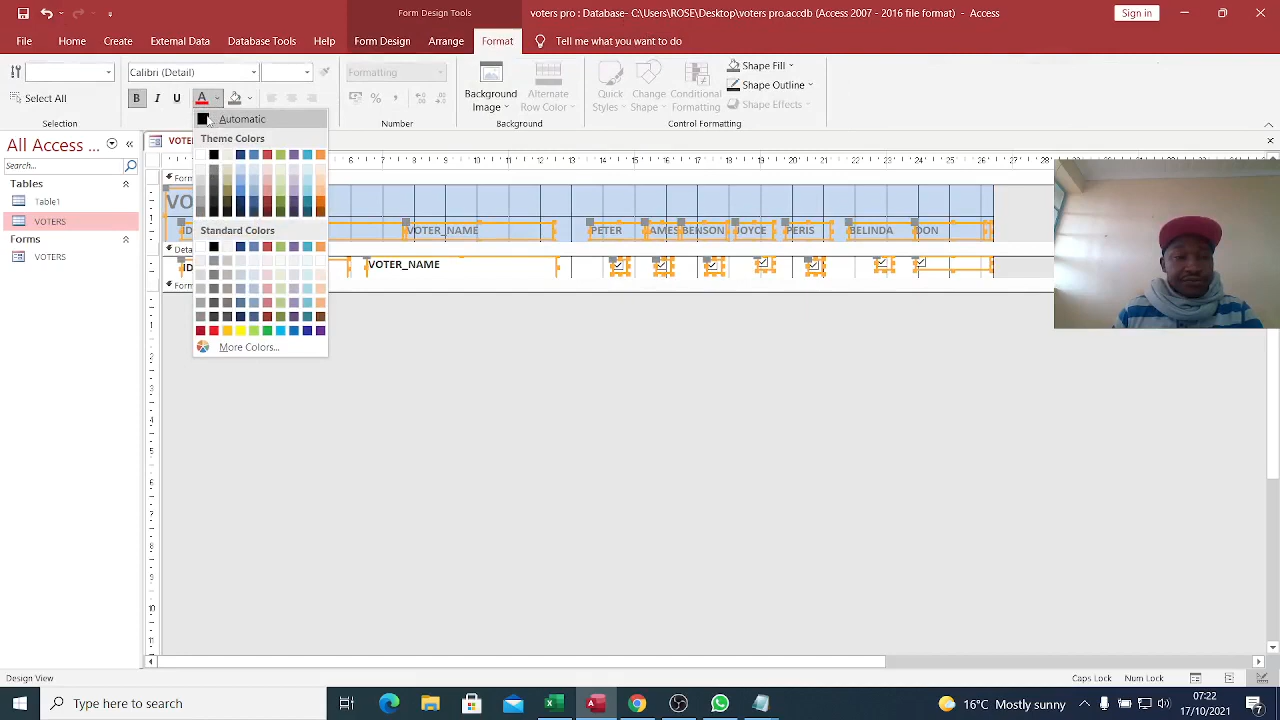 Form Design Tools
voters pro : Database- C:\Users\ROSE\Desktop\voters pro.accdb (Access 2007 - 2016 file format) - Access
Sign in
File
Home
Create
External Data
Database Tools
Help
Form Design
Arrange
Format
Tell me what you want to do
Calibri (Detail)
Formatting
Select All
B
I
U
A
Background Image
Alternate Row Color
Quick Styles
Change Shape
Conditional Formatting
Shape Fill
Shape Outline
Shape Effects
Selection
Number
Background
Control Formatting
Automatic
Theme Colors
Standard Colors
More Colors...
All Access ...
Search...
Tables
Table1
VOTERS
Forms
VOTERS
VOTER_NAME
PETER
JOYCE
BENSON
BELINDA
DON
VOTER_NAME
Design View
Caps Lock
Num Lock
Type here to search
16°C Mostly sunny
07:22
17/10/2021